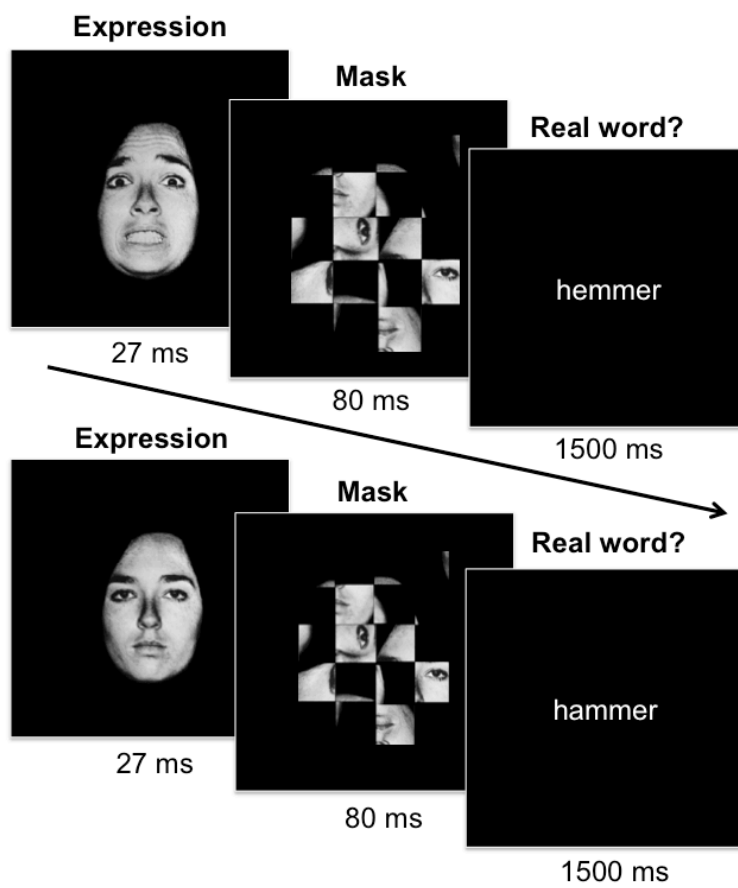 Expression
Mask
Real word?
hemmer
27 ms
80 ms
1500 ms
Expression
Mask
Real word?
hammer
27 ms
80 ms
1500 ms